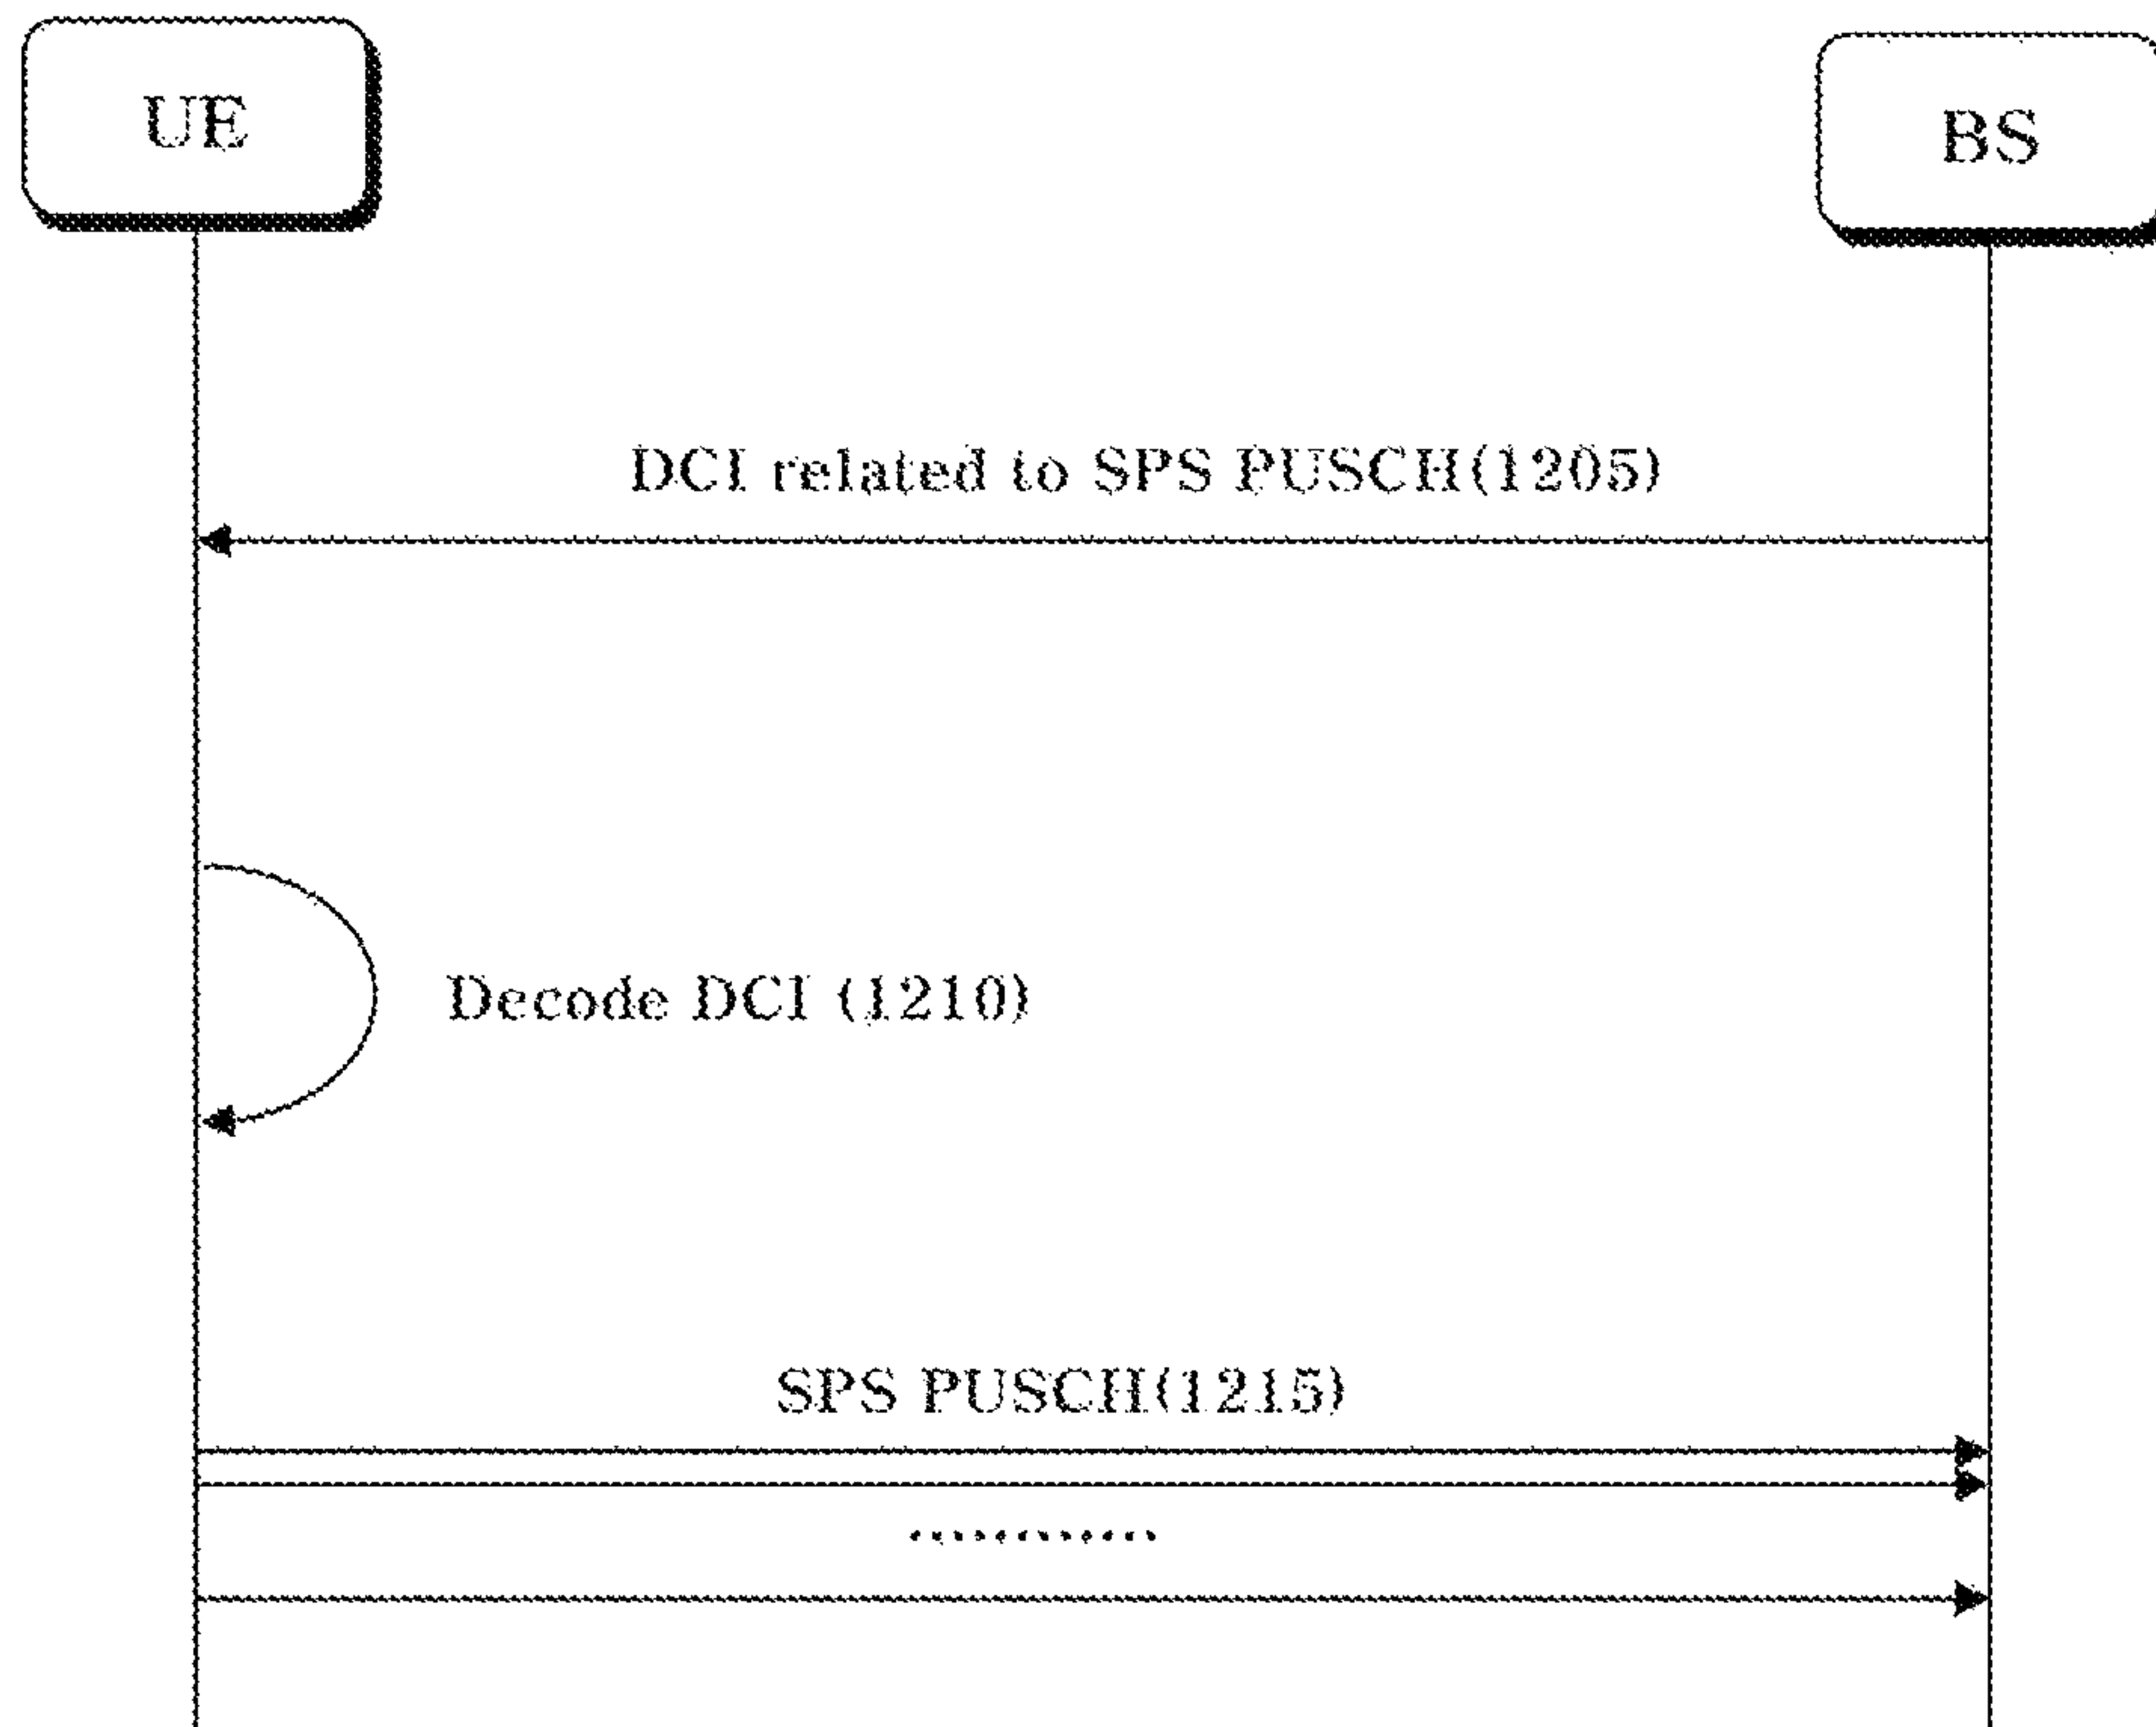 UE
BS
DCI related to SPS PUSCH(1205)
Decode DCI (1210)
SPS PUSCH(1215)
...........